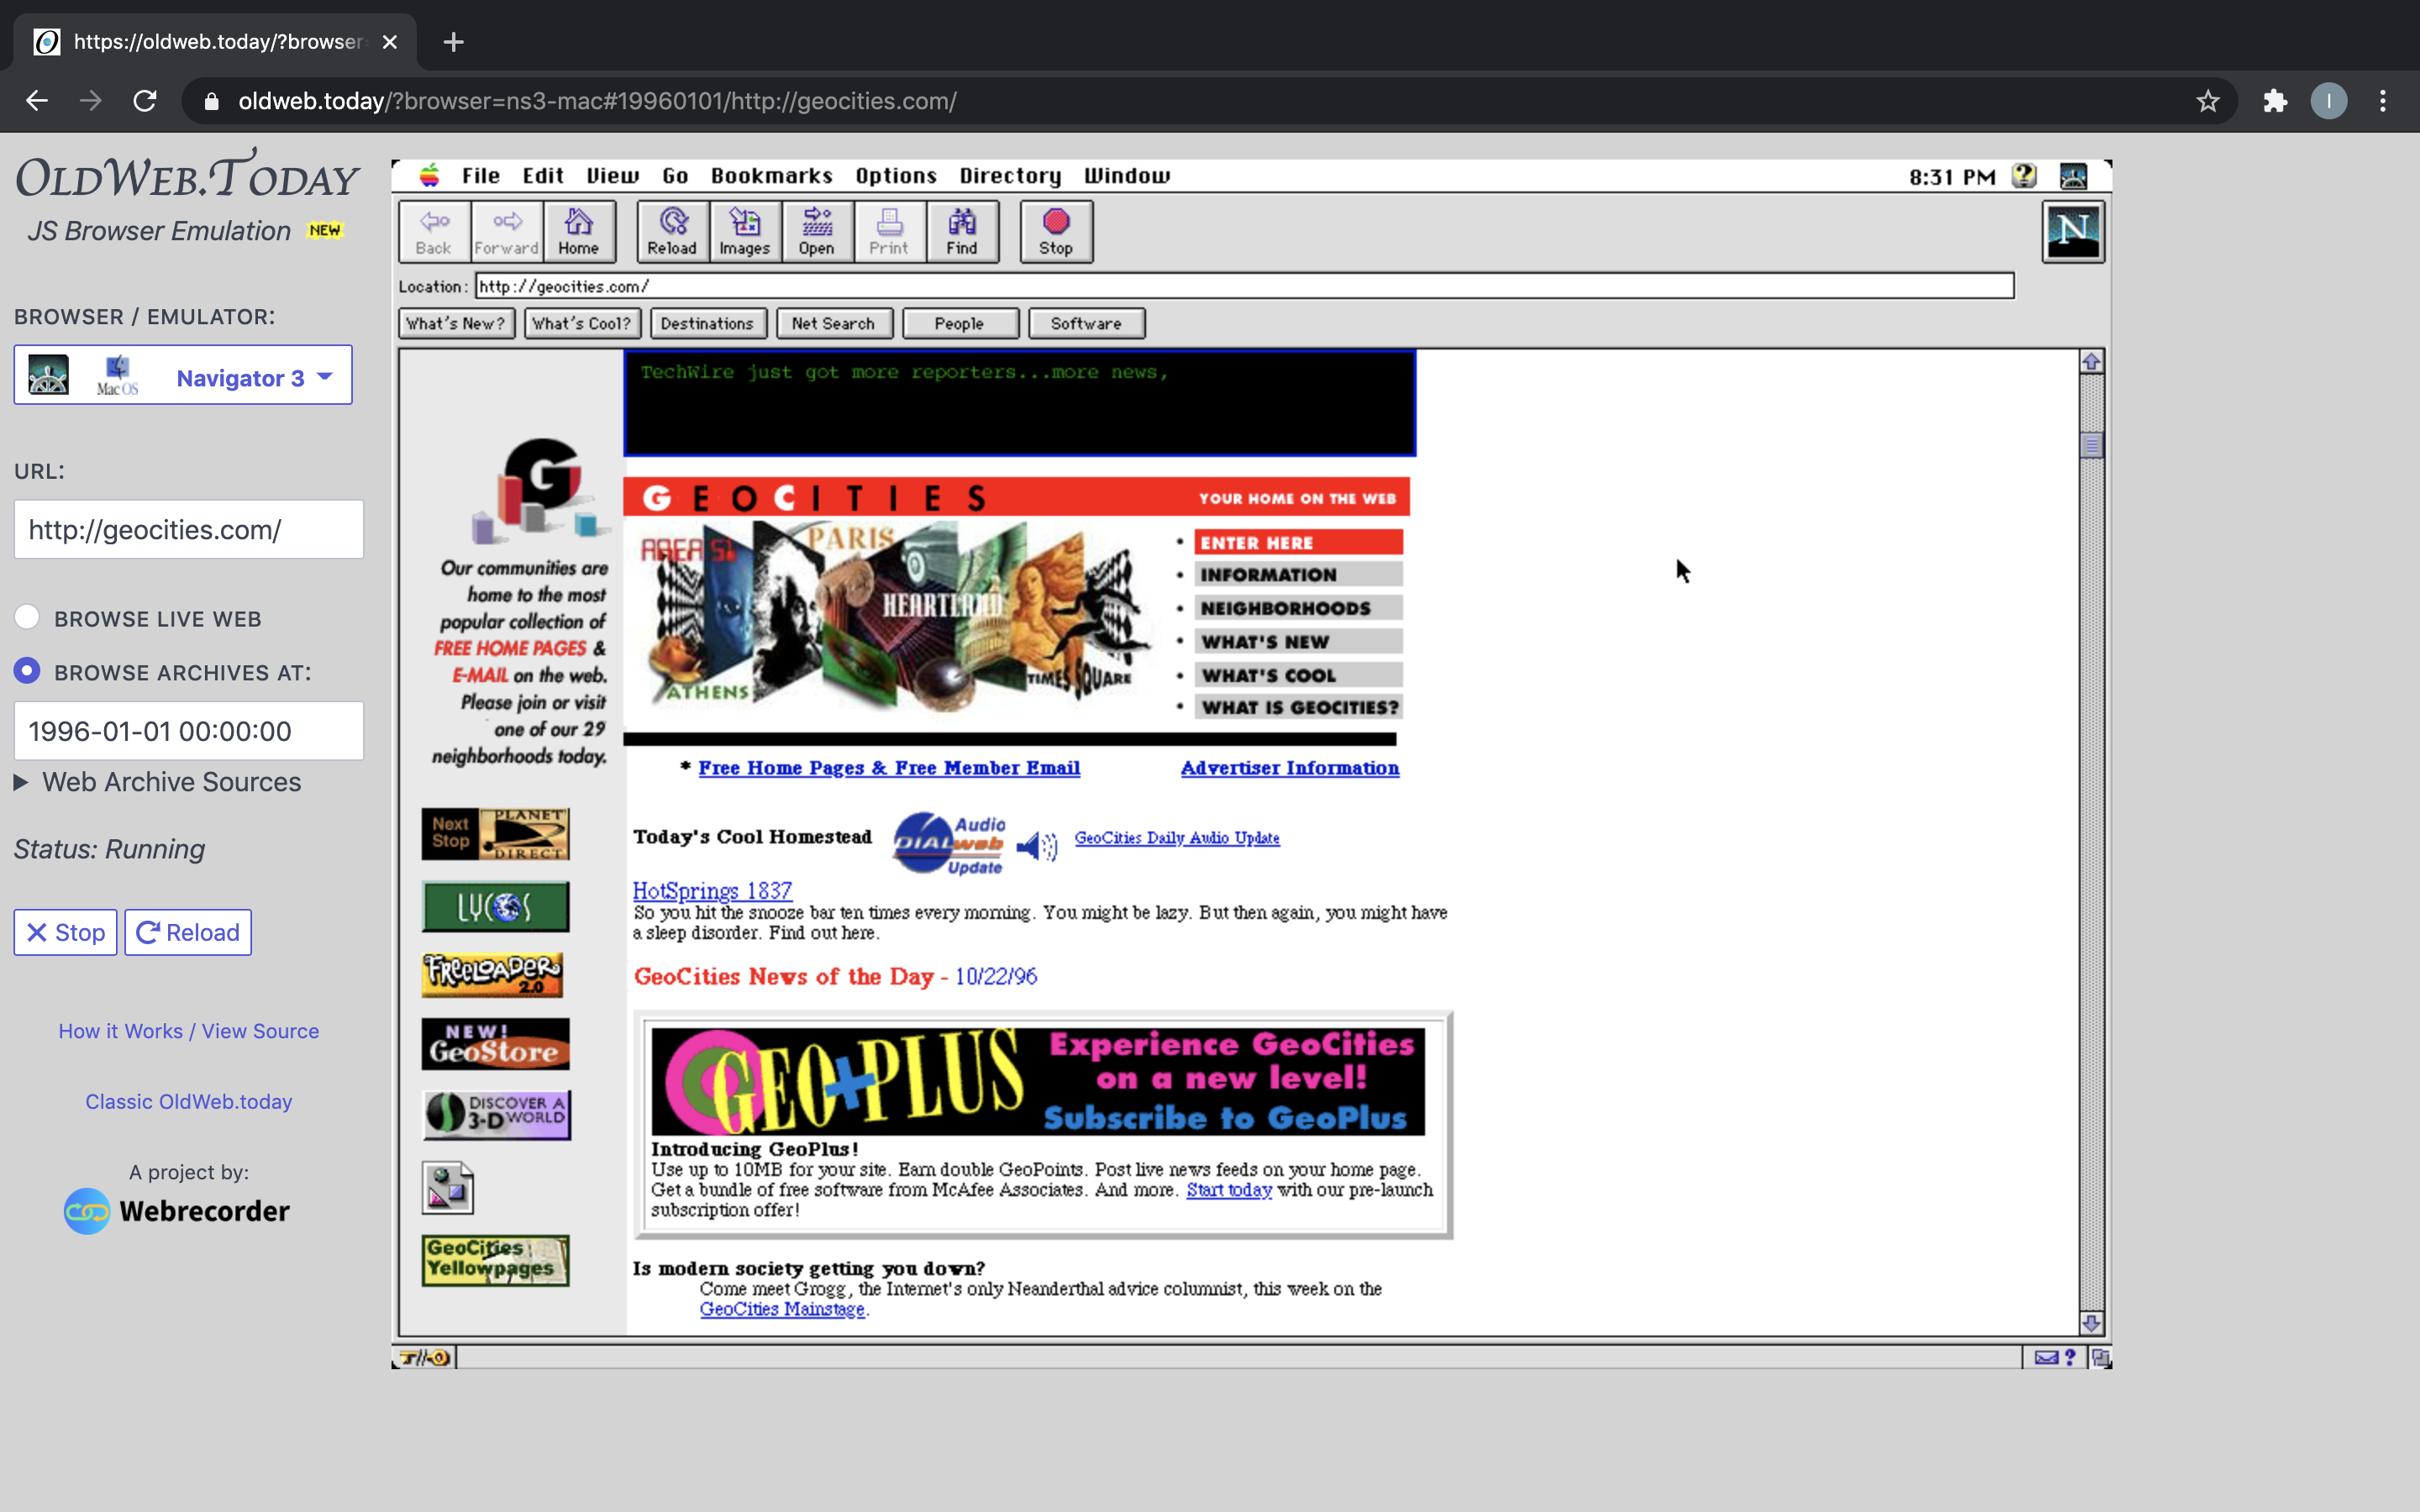 https://oldweb.today/?browser
oldweb.today/?browser=ns3-mac#19960101/http://geocities.com/
I
OLDWEB.TODAY
JS Browser Emulation NEW
BROWSER / EMULATOR:
Mac OS Navigator 3
URL:
http://geocities.com/
BROWSE LIVE WEB
BROWSE ARCHIVES AT:
1996-01-01 00:00:00
Web Archive Sources
Status: Running
Stop Reload
How it Works / View Source
Classic OldWeb.today
A project by:
Webrecorder
File Edit View Go Bookmarks Options Directory Window
8:31 PM
Back Forward Home Reload Images Open Print Find Stop
N
Location: http://geocities.com/
What's New? What's Cool? Destinations Net Search People Software
TechWire just got more reporters...more news,
G
Our communities are
home to the most
popular collection of
FREE HOME PAGES &
E-MAIL on the web.
Please join or visit
one of our 29
neighborhoods today.
Next Stop PLANET DIRECT
LYCOS
FREELOADER 2.0
NEW!
GeoStore
DISCOVER A
3-D WORLD
GeoCities
Yellowpages
GEOCITIES YOUR HOME ON THE WEB
AREA 51 PARIS
HEARTLAND
ATHENS TIMES SQUARE
ENTER HERE
INFORMATION
NEIGHBORHOODS
WHAT'S NEW
WHAT'S COOL
WHAT IS GEOCITIES?
* Free Home Pages & Free Member Email Advertiser Information
Today's Cool Homestead
Audio
DIALweb
Update
GeoCities Daily Audio Update
HotSprings 1837
So you hit the snooze bar ten times every morning. You might be lazy. But then again, you might have
a sleep disorder. Find out here.
GeoCities News of the Day - 10/22/96
GEO+PLUS
Experience GeoCities
on a new level!
Subscribe to GeoPlus
Introducing GeoPlus!
Use up to 10MB for your site. Earn double GeoPoints. Post live news feeds on your home page.
Get a bundle of free software from McAfee Associates. And more. Start today with our pre-launch
subscription offer!
Is modern society getting you down?
Come meet Grogg, the Internet's only Neanderthal advice columnist, this week on the
GeoCities Mainstage.